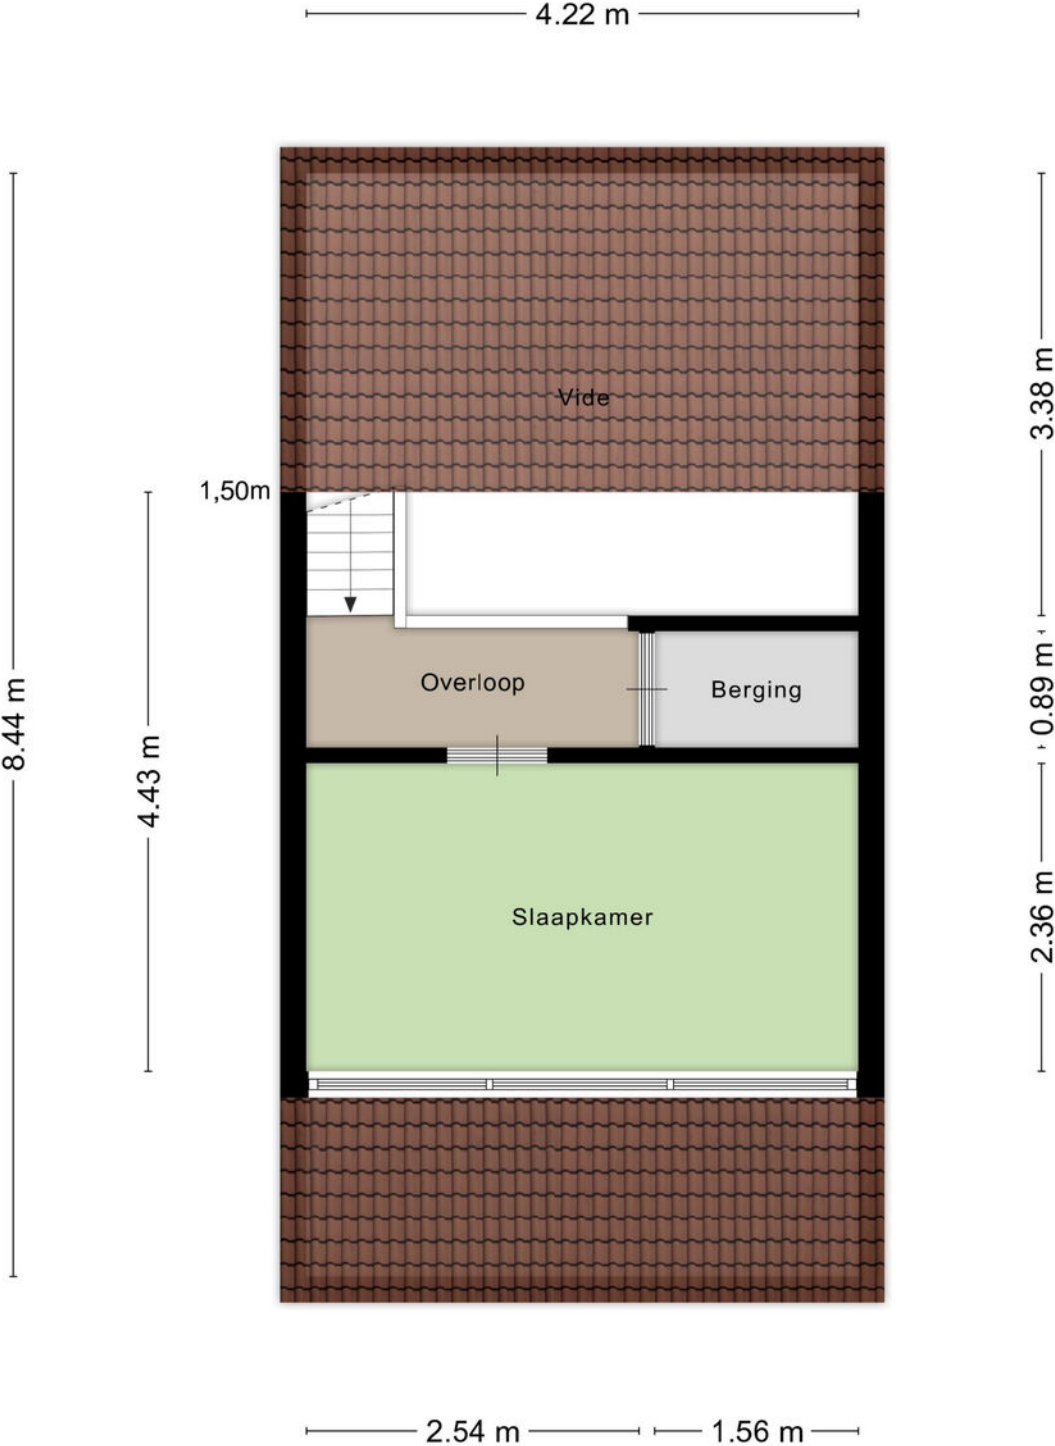 4.22 m
Vide
3.38 m
1,50m
8.44 m
4.43 m
Overloop
Berging
0.89 m
Slaapkamer
2.36 m
2.54 m
1.56 m